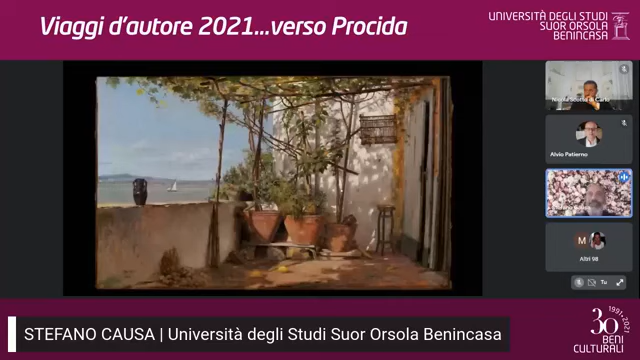 Viaggi d'autore 2021...verso Procida
UNIVERSITÀ DEGLI STUDI
SUOR ORSOLA
BENINCASA
Alvio Patierno
M
Altri 98
Tu
STEFANO CAUSA | Università degli Studi Suor Orsola Benincasa
1991-2021
30
BENI
CULTURALI